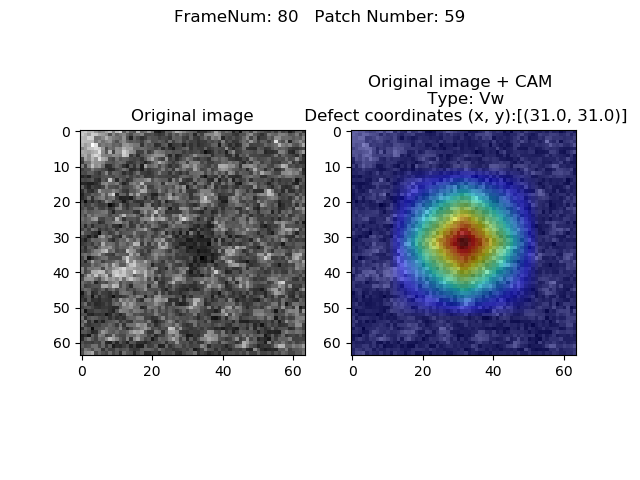 FrameNum: 80   Patch Number: 59
Original image
0
10
20
30
40
50
60
0 20 40 60
Original image + CAM
Type: Vw
Defect coordinates (x, y):[(31.0, 31.0)]
0
10
20
30
40
50
60
0 20 40 60